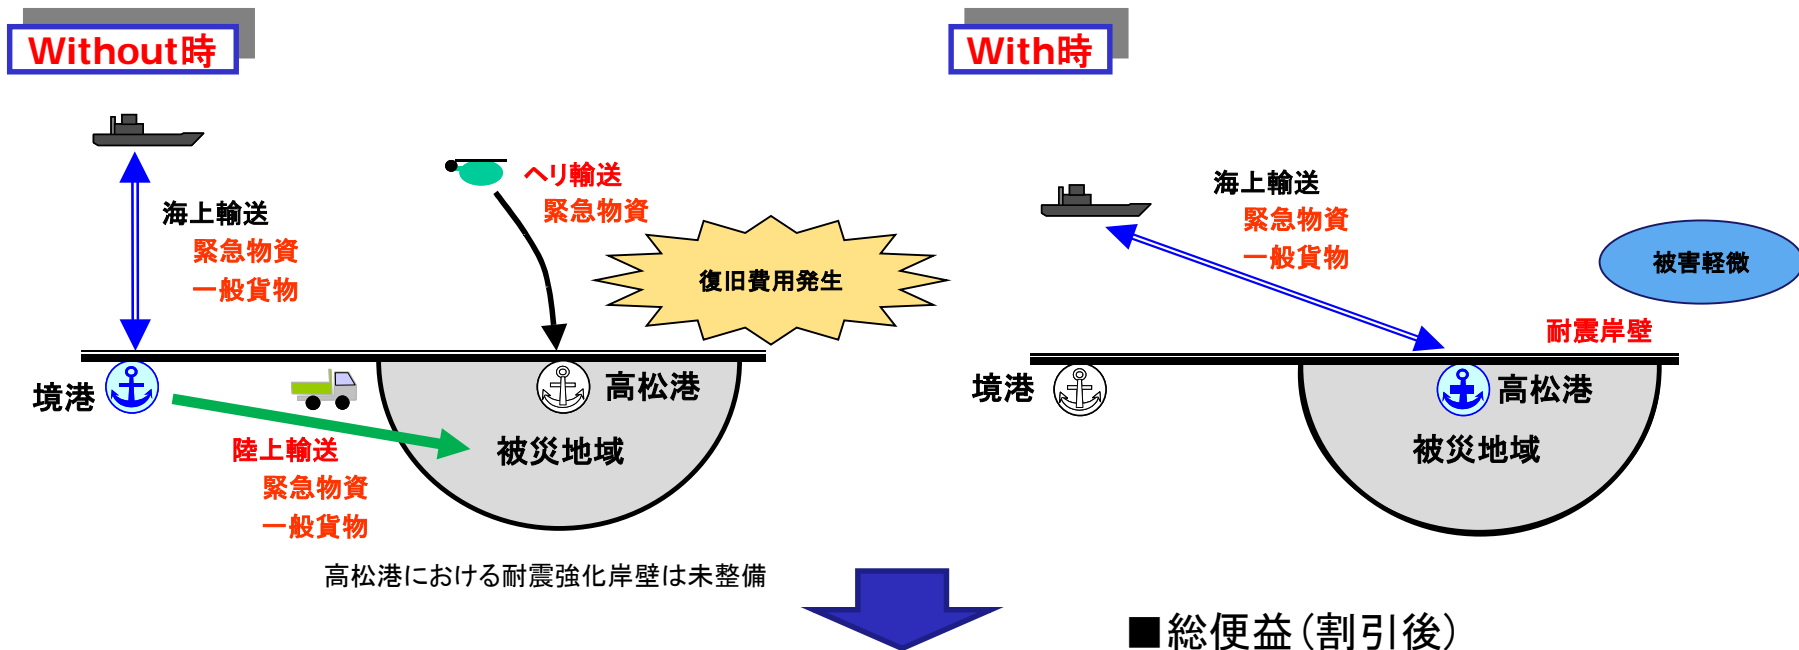 Without時
海上輸送
緊急物資
一般貨物
ヘリ輸送
緊急物資
復旧費用発生
境港
高松港
被災地域
陸上輸送
緊急物資
一般貨物
高松港における耐震強化岸壁は未整備
With時
海上輸送
緊急物資
一般貨物
被害軽微
耐震岸壁
境港
高松港
被災地域
■総便益(割引後)